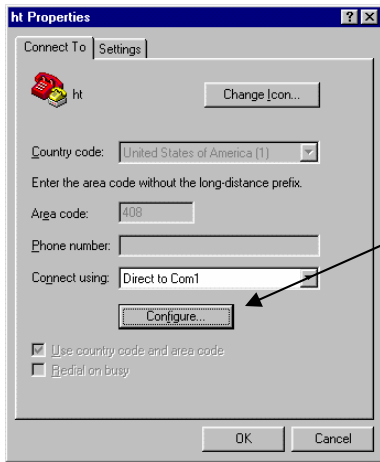 ht Properties
Connect To Settings
ht
Change Icon...
Country code: United States of America (1)
Enter the area code without the long-distance prefix.
Area code: 408
Phone number:
Connect using: Direct to Com1
Configure...
Use country code and area code
Redial on busy
OK Cancel